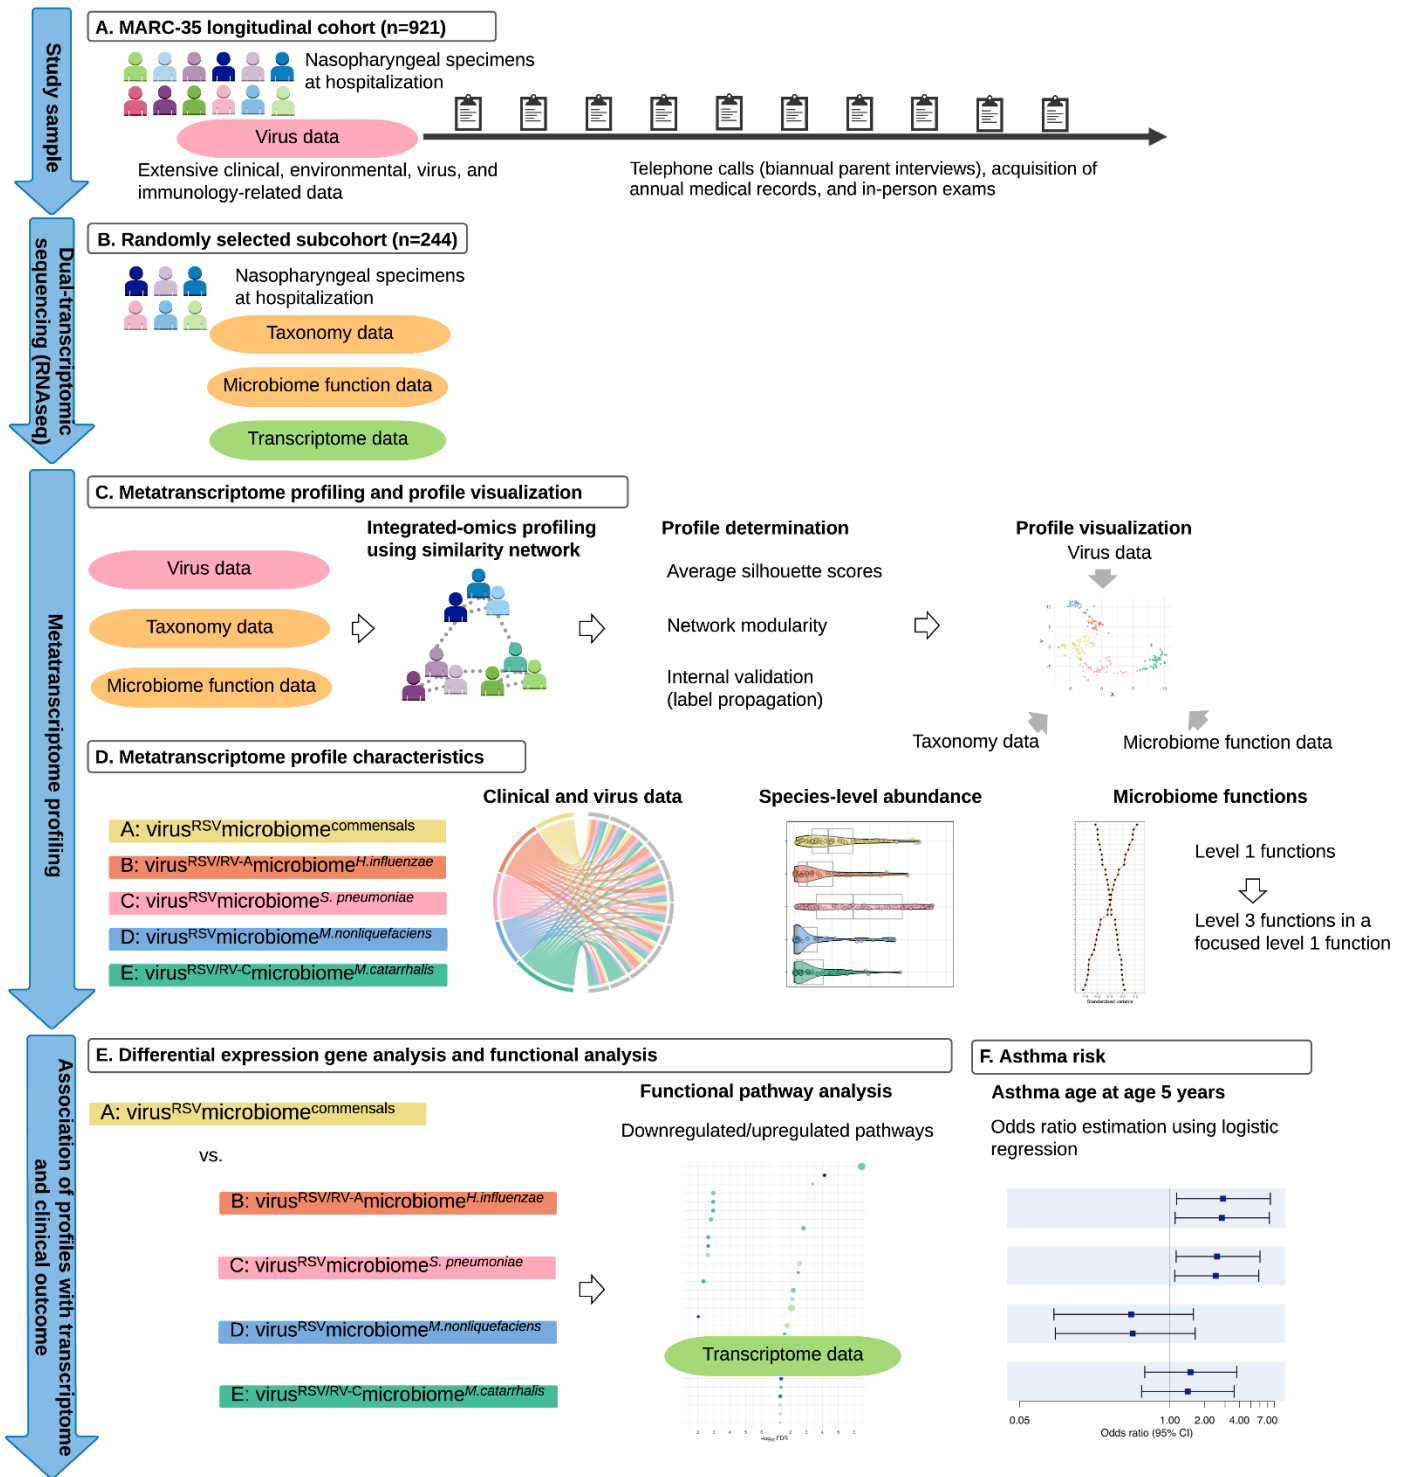 Study sample
A. MARC-35 longitudinal cohort (n=921)
Nasopharyngeal specimens
at hospitalization
Virus data
Extensive clinical, environmental, virus, and
immunology-related data
Telephone calls (biannual parent interviews), acquisition of
annual medical records, and in-person exams
Dual-transcriptomic
sequencing (RNAseq)
B. Randomly selected subcohort (n=244)
Nasopharyngeal specimens
at hospitalization
Taxonomy data
Microbiome function data
Transcriptome data
Metatranscriptome profiling
C. Metatranscriptome profiling and profile visualization
Virus data
Taxonomy data
Microbiome function data
Integrated-omics profiling
using similarity network
Profile determination
Average silhouette scores
Network modularity
Internal validation
(label propagation)
Profile visualization
Virus data
X
Taxonomy data
Microbiome function data
D. Metatranscriptome profile characteristics
A: virusRSVmicrobiomecommensals
B: virusRSV/RV-AmicrobiomeH.influenzae
C: virusRSVmicrobiomeS. pneumoniae
D: virusRSVmicrobiomeM.nonliquefaciens
E: virusRSV/RV-CmicrobiomeM.catarrhalis
Clinical and virus data
Species-level abundance
Microbiome functions
Standardized variable
Level 1 functions
Level 3 functions in a
focused level 1 function
Association of profiles with transcriptome
and clinical outcome
E. Differential expression gene analysis and functional analysis
A: virusRSVmicrobiomecommensals
vs.
B: virusRSV/RV-AmicrobiomeH.influenzae
C: virusRSVmicrobiomeS. pneumoniae
D: virusRSVmicrobiomeM.nonliquefaciens
E: virusRSV/RV-CmicrobiomeM.catarrhalis
Functional pathway analysis
Downregulated/upregulated pathways
Transcriptome data
-log10 FDR
F. Asthma risk
Asthma age at age 5 years
Odds ratio estimation using logistic
regression
0.05 1.00 2.00 4.00 7.00
Odds ratio (95% CI)